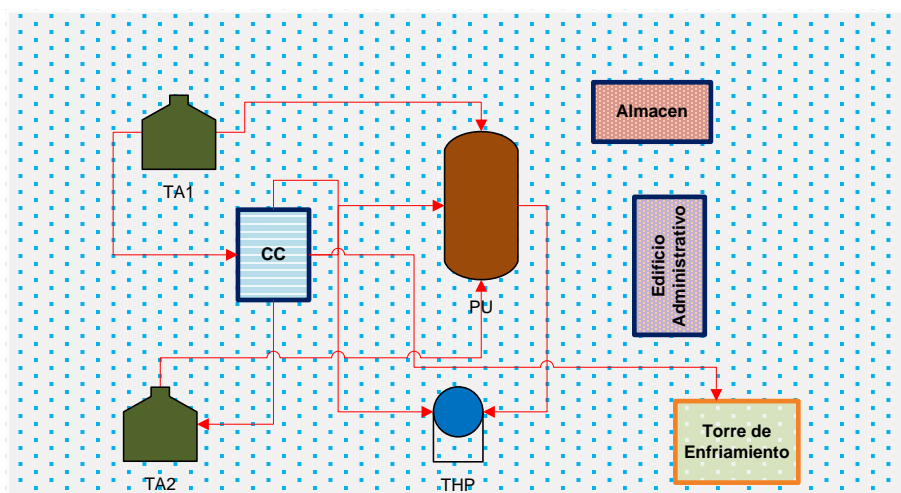 Almacen
TA1
CC
Edificio
Administrativo
PU
Torre de
Enfriamiento
TA2
THP